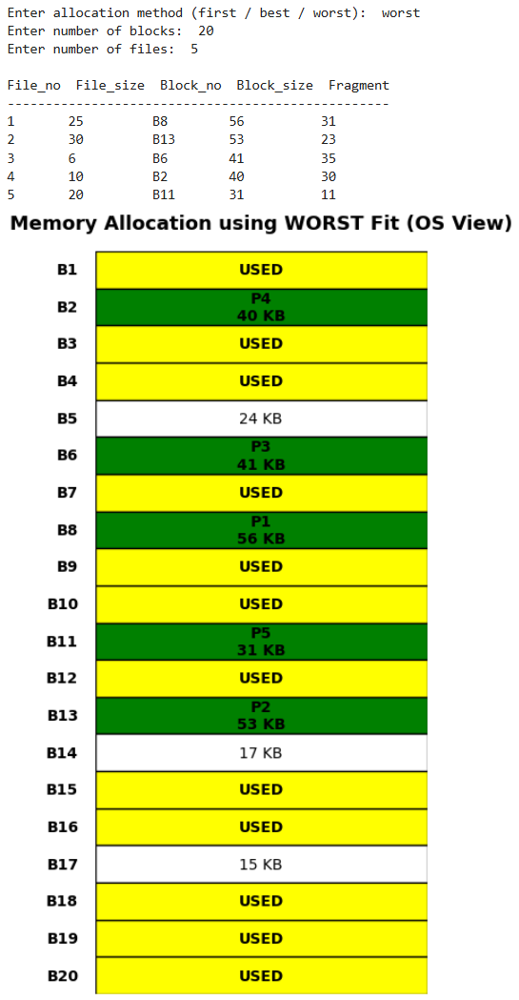 Enter allocation method (first / best / worst):  worst
Enter number of blocks:  20
Enter number of files:  5
File_no  File_size  Block_no  Block_size  Fragment
--------------------------------------------------
1       25         B8        56          31
2       30         B13       53          23
3       6          B6        41          35
4       10         B2        40          30
5       20         B11       31          11
Memory Allocation using WORST Fit (OS View)
B1 USED
B2 P4
40 KB
B3 USED
B4 USED
B5 24 KB
B6 P3
41 KB
B7 USED
B8 P1
56 KB
B9 USED
B10 USED
B11 P5
31 KB
B12 USED
B13 P2
53 KB
B14 17 KB
B15 USED
B16 USED
B17 15 KB
B18 USED
B19 USED
B20 USED